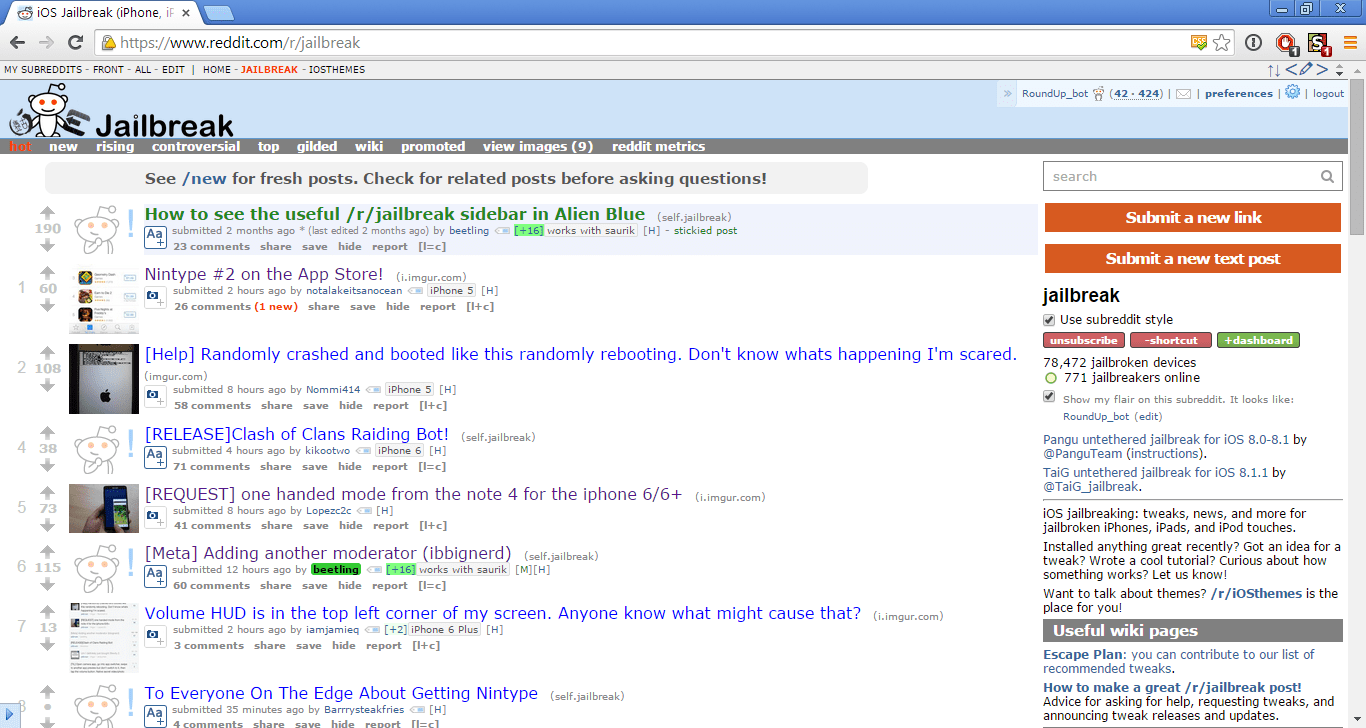 iOS Jailbreak (iPhone, iP
https://www.reddit.com/r/jailbreak
MY SUBREDDITS - FRONT - ALL - EDIT | HOME - JAILBREAK - IOSTHEMES
RoundUp_bot (42 · 424) | preferences | logout
Jailbreak
hot new rising controversial top gilded wiki promoted view images (9) reddit metrics
See /new for fresh posts. Check for related posts before asking questions!
190
How to see the useful /r/jailbreak sidebar in Alien Blue (self.jailbreak)
submitted 2 months ago * (last edited 2 months ago) by beetling [+16] works with saurik [H] - stickied post
23 comments share save hide report [l=c]
1
60
Nintype #2 on the App Store! (i.imgur.com)
submitted 2 hours ago by notalakeitsanocean iPhone 5 [H]
26 comments (1 new) share save hide report [l+c]
2
108
[Help] Randomly crashed and booted like this randomly rebooting. Don't know whats happening I'm scared.
(imgur.com)
submitted 8 hours ago by Nommi414 iPhone 5 [H]
58 comments share save hide report [l+c]
4
38
[RELEASE]Clash of Clans Raiding Bot! (self.jailbreak)
submitted 4 hours ago by kikootwo iPhone 6 [H]
71 comments share save hide report [l=c]
5
73
[REQUEST] one handed mode from the note 4 for the iphone 6/6+ (i.imgur.com)
submitted 8 hours ago by Lopezc2c [H]
41 comments share save hide report [l+c]
6
115
[Meta] Adding another moderator (ibbignerd) (self.jailbreak)
submitted 12 hours ago by beetling [+16] works with saurik [M][H]
60 comments share save hide report [l=c]
7
13
Volume HUD is in the top left corner of my screen. Anyone know what might cause that? (i.imgur.com)
submitted 2 hours ago by iamjamieq [+2] iPhone 6 Plus [H]
3 comments share save hide report [l+c]
8
•
To Everyone On The Edge About Getting Nintype (self.jailbreak)
submitted 35 minutes ago by Barrrysteakfries [H]
4 comments share save hide report [l=c]
search
Submit a new link
Submit a new text post
jailbreak
Use subreddit style
unsubscribe -shortcut +dashboard
78,472 jailbroken devices
771 jailbreakers online
Show my flair on this subreddit. It looks like:
RoundUp_bot (edit)
Pangu untethered jailbreak for iOS 8.0-8.1 by
@PanguTeam (instructions).
TaiG untethered jailbreak for iOS 8.1.1 by
@TaiG_jailbreak.
iOS jailbreaking: tweaks, news, and more for
jailbroken iPhones, iPads, and iPod touches.
Installed anything great recently? Got an idea for a
tweak? Wrote a cool tutorial? Curious about how
something works? Let us know!
Want to talk about themes? /r/iOSthemes is the
place for you!
Useful wiki pages
Escape Plan: you can contribute to our list of
recommended tweaks.
How to make a great /r/jailbreak post!
Advice for asking for help, requesting tweaks, and
announcing tweak releases and updates.